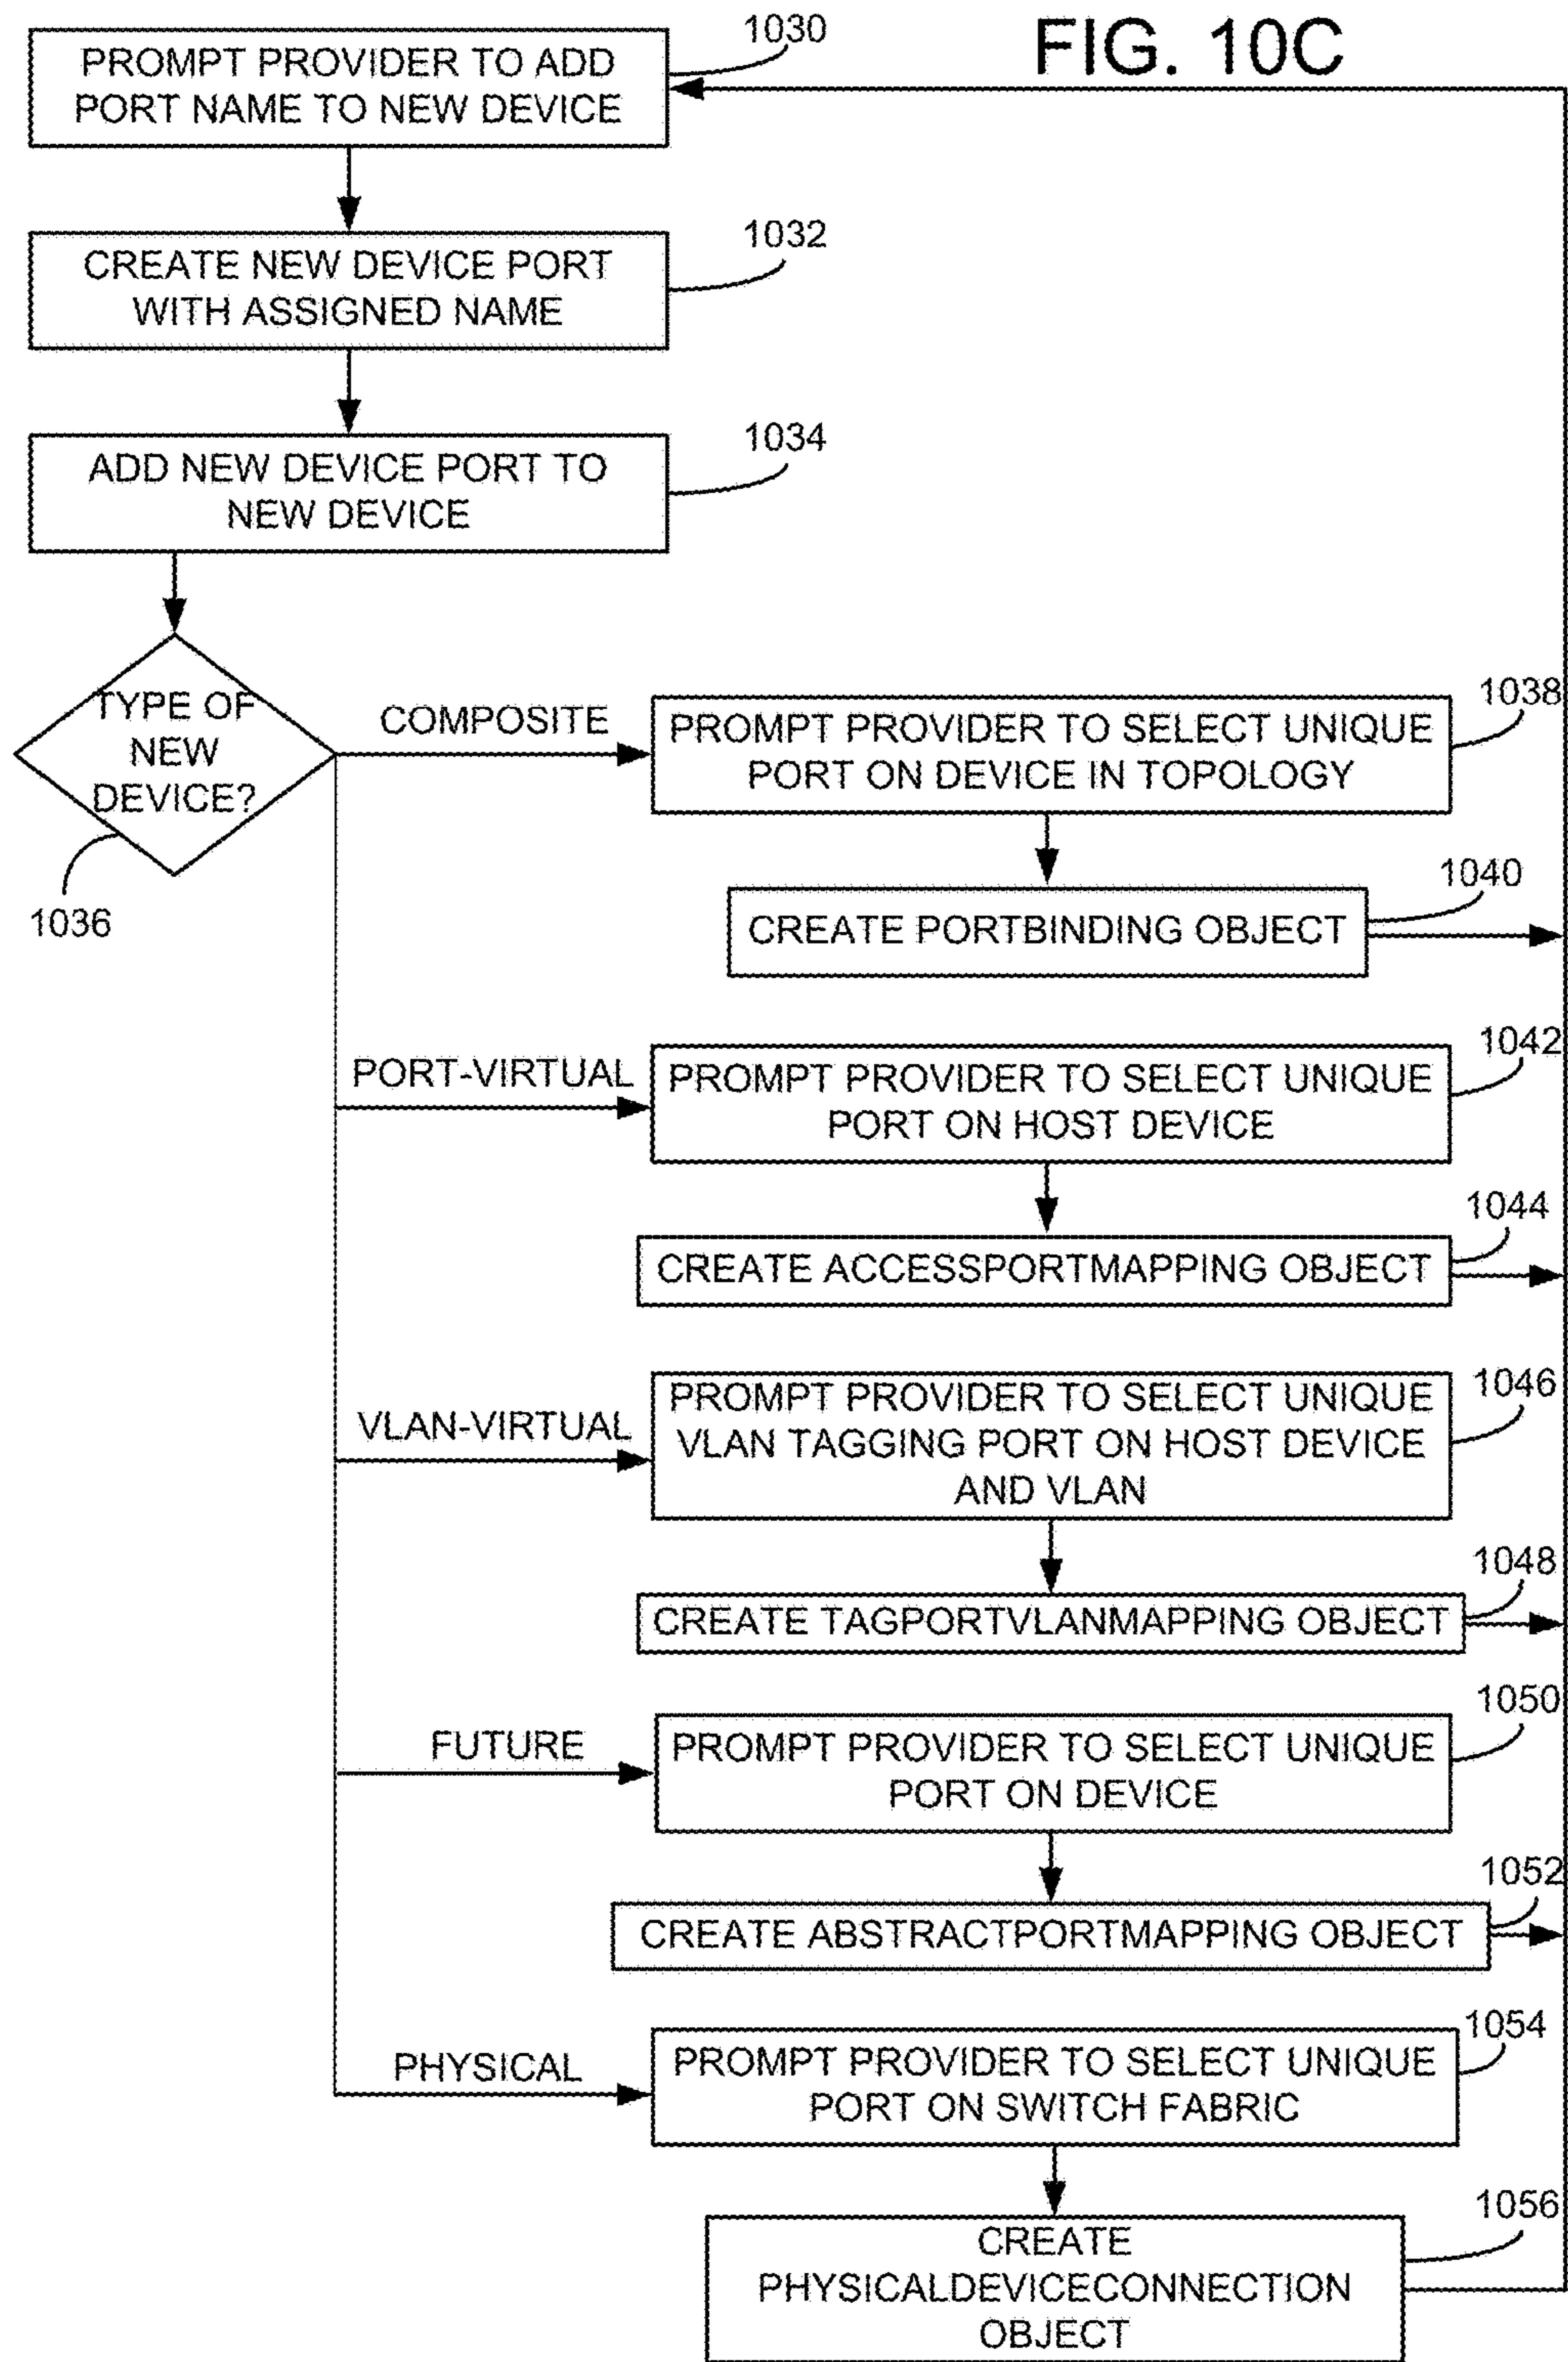 FIG. 10C
1030
PROMPT PROVIDER TO ADD
PORT NAME TO NEW DEVICE
1032
CREATE NEW DEVICE PORT
WITH ASSIGNED NAME
1034
ADD NEW DEVICE PORT TO
NEW DEVICE
TYPE OF
NEW
DEVICE?
1036
COMPOSITE
1038
PROMPT PROVIDER TO SELECT UNIQUE
PORT ON DEVICE IN TOPOLOGY
1040
CREATE PORTBINDING OBJECT
PORT-VIRTUAL
1042
PROMPT PROVIDER TO SELECT UNIQUE
PORT ON HOST DEVICE
1044
CREATE ACCESSPORTMAPPING OBJECT
VLAN-VIRTUAL
1046
PROMPT PROVIDER TO SELECT UNIQUE
VLAN TAGGING PORT ON HOST DEVICE
AND VLAN
1048
CREATE TAGPORTVLANMAPPING OBJECT
FUTURE
1050
PROMPT PROVIDER TO SELECT UNIQUE
PORT ON DEVICE
1052
CREATE ABSTRACTPORTMAPPING OBJECT
PHYSICAL
1054
PROMPT PROVIDER TO SELECT UNIQUE
PORT ON SWITCH FABRIC
1056
CREATE
PHYSICALDEVICECONNECTION
OBJECT